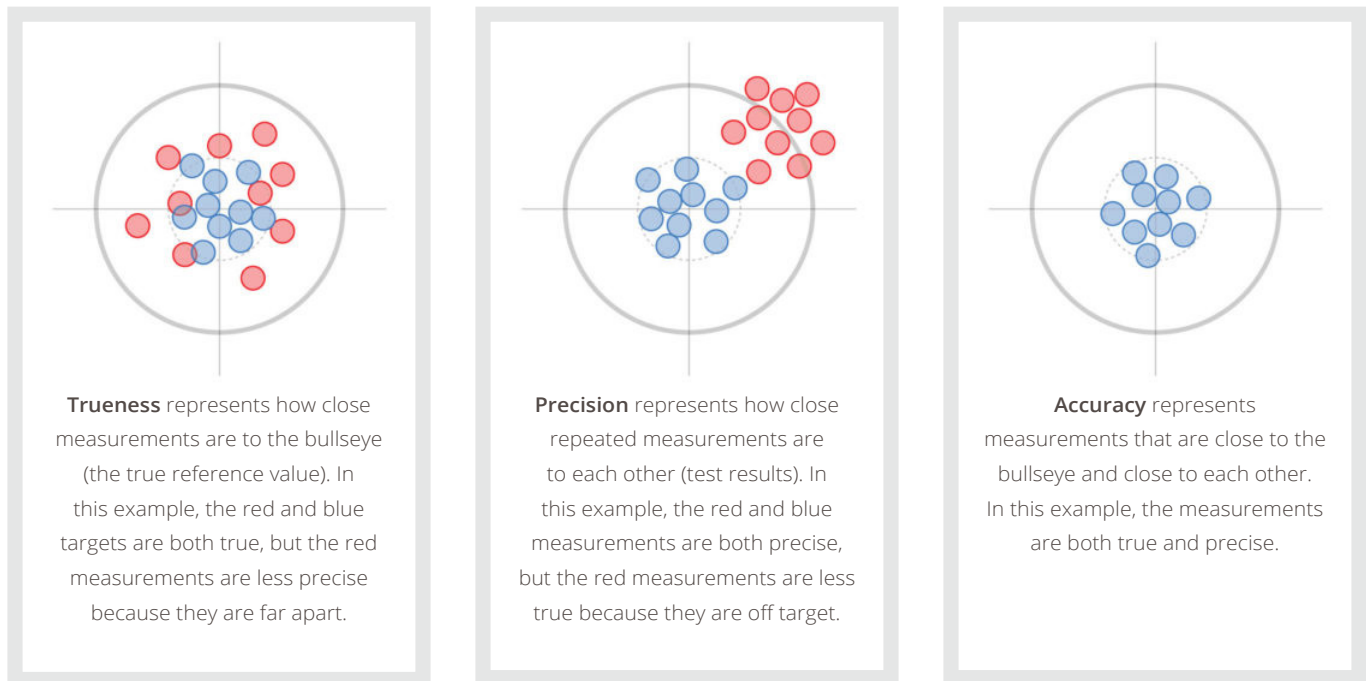 Trueness represents how close
measurements are to the bullseye
(the true reference value). In
this example, the red and blue
targets are both true, but the red
measurements are less precise
because they are far apart.
Precision represents how close
repeated measurements are
to each other (test results). In
this example, the red and blue
measurements are both precise,
but the red measurements are less
true because they are off target.
Accuracy represents
measurements that are close to the
bullseye and close to each other.
In this example, the measurements
are both true and precise.